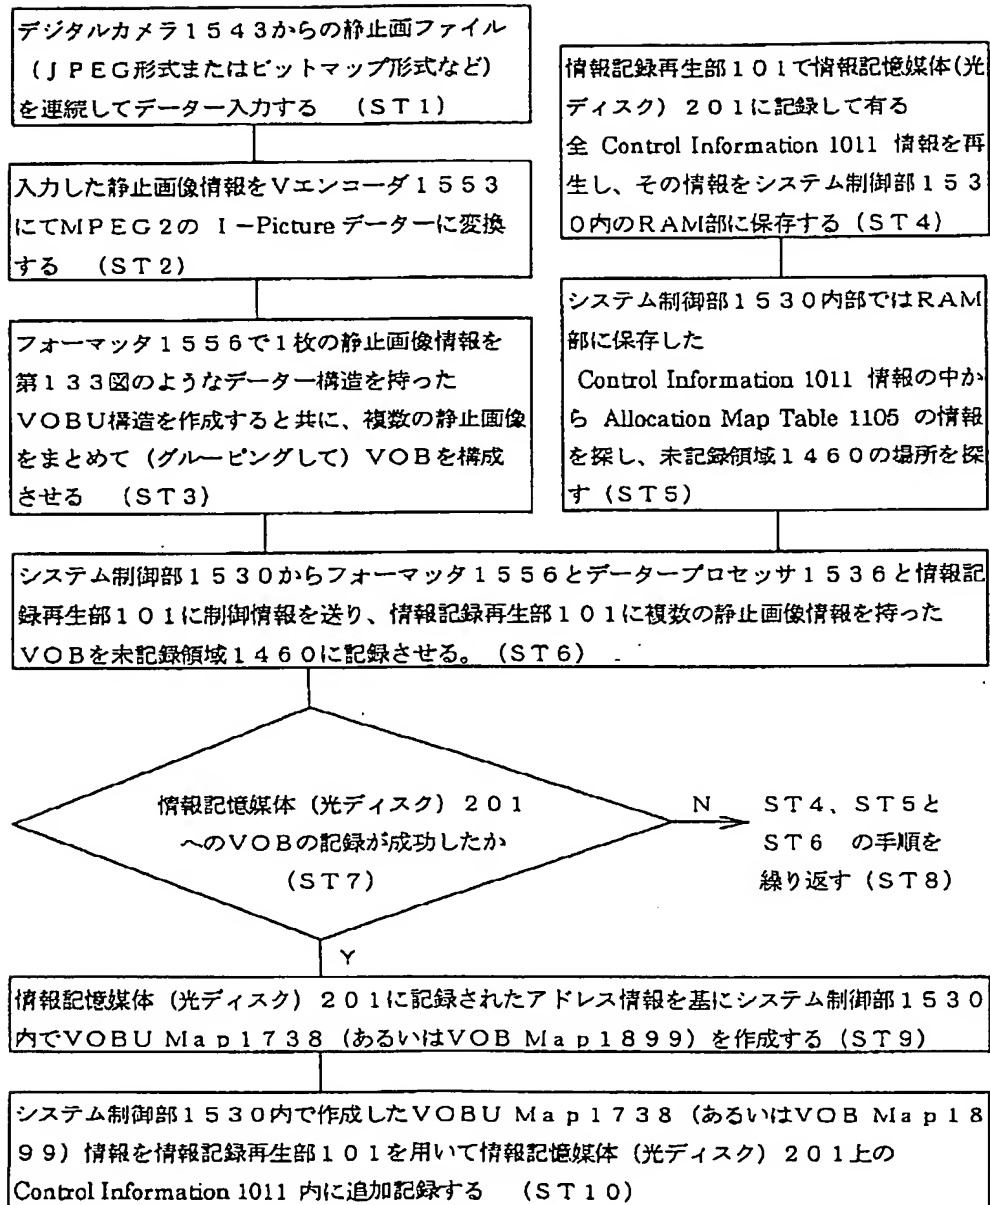 デジタルカメラ1543からの静止画ファイル
(JPEG形式またはビットマップ形式など)
を連続してデーター入力する (ST1)
入力した静止画像情報をVエンコーダ1553
にてMPEG2の I-Pictureデーターに変換
する (ST2)
フォーマッタ1556で1枚の静止画像情報を
第133図のようなデーター構造を持った
VOBU構造を作成すると共に、複数の静止画像
をまとめて (グルーピングして) VOBを構成
させる (ST3)
情報記録再生部101で情報記憶媒体(光
ディスク) 201に記録して有る
全 Control Information 1011 情報を再
生し、その情報をシステム制御部153
0内のRAM部に保存する (ST4)
システム制御部1530内部ではRAM
部に保存した
Control Information 1011 情報の中か
ら Allocation Map Table 1105 の情報
を探し、未記録領域1460の場所を探
す (ST5)
システム制御部1530からフォーマッタ1556とデータープロセッサ1536と情報記
録再生部101に制御情報を送り、情報記録再生部101に複数の静止画像情報を持った
VOBを未記録領域1460に記録させる。(ST6)
情報記憶媒体 (光ディスク) 201
へのVOBの記録が成功したか
(ST7)
N
ST4、ST5と
ST6 の手順を
繰り返す (ST8)
Y
情報記憶媒体 (光ディスク) 201に記録されたアドレス情報を基にシステム制御部1530
内でVOBU Map1738 (あるいはVOB Map1899) を作成する (ST9)
システム制御部1530内で作成したVOBU Map1738 (あるいはVOB Map18
99) 情報を情報記録再生部101を用いて情報記憶媒体 (光ディスク) 201上の
Control Information 1011 内に追加記録する (ST10)